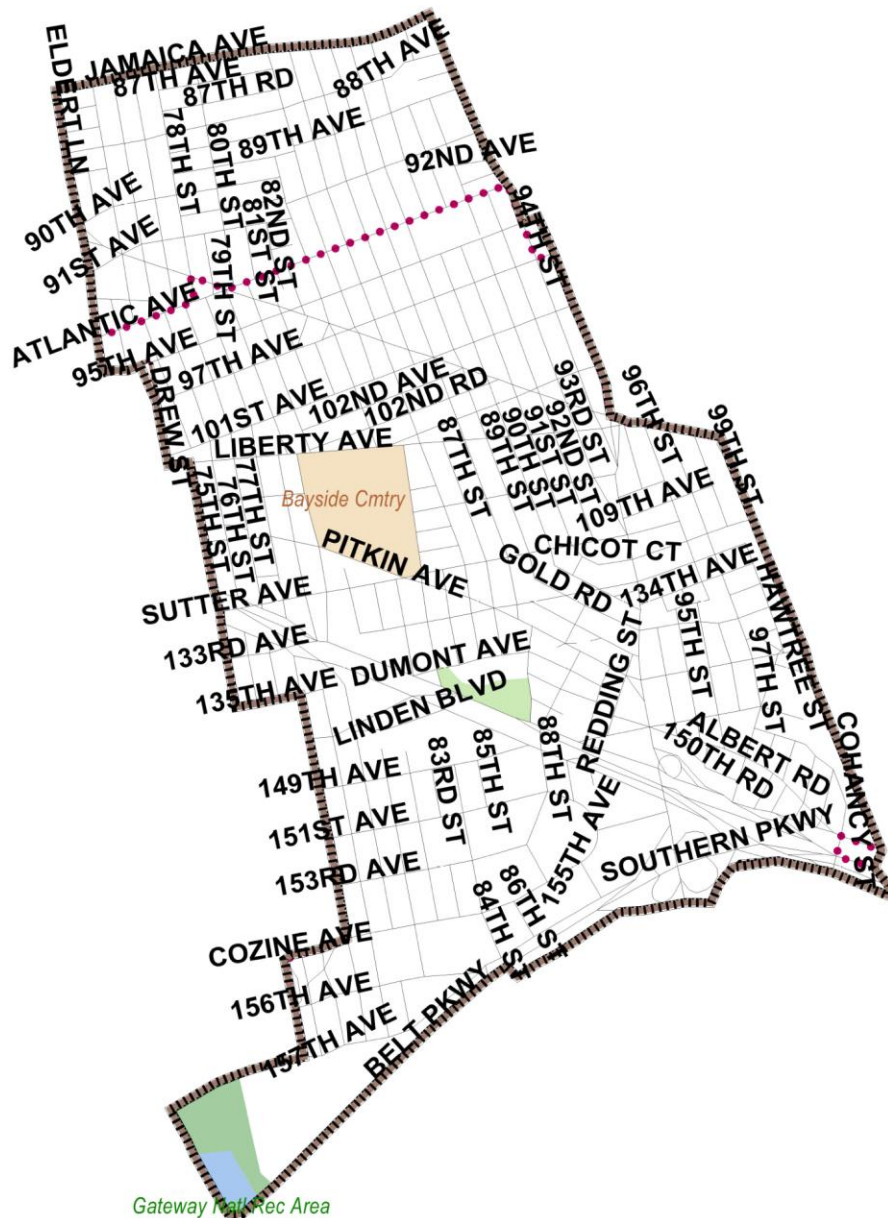 JAMAICA AVE
ELDERT LN
87TH AVE
87TH RD
88TH AVE
78TH ST
80TH ST
89TH AVE
92ND AVE
90TH AVE
81ST ST
82ND ST
94TH ST
91ST AVE
79TH ST
ATLANTIC AVE
95TH AVE
97TH AVE
DREW ST
101ST AVE
102ND AVE
102ND RD
93RD ST
96TH ST
99TH ST
LIBERTY AVE
87TH ST
89TH ST
90TH ST
91ST ST
92ND ST
75TH ST
76TH ST
77TH ST
Bayside Cmtry
109TH AVE
PITKIN AVE
CHICOT CT
GOLD RD
134TH AVE
HAWTREE ST
SUTTER AVE
133RD AVE
95TH ST
97TH ST
REDDING ST
135TH AVE
DUMONT AVE
LINDEN BLVD
88TH ST
ALBERT RD
150TH RD
COHANCY ST
149TH AVE
83RD ST
85TH ST
151ST AVE
155TH AVE
SOUTHERN PKWY
153RD AVE
84TH ST
86TH ST
COZINE AVE
156TH AVE
157TH AVE
BELT PKWY
Gateway Natl Rec Area